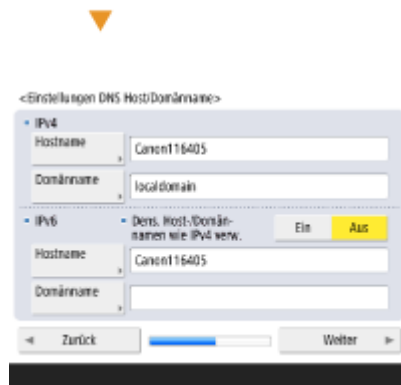 <Einstellungen DNS Host/Domänname>
IPv4
Hostname
Canon116405
Domänname
localdomain
IPv6
Dens. Host-/Domän-
namen wie IPv4 verw.
Ein
Aus
Hostname
Canon116405
Domänname
Zurück
Weiter